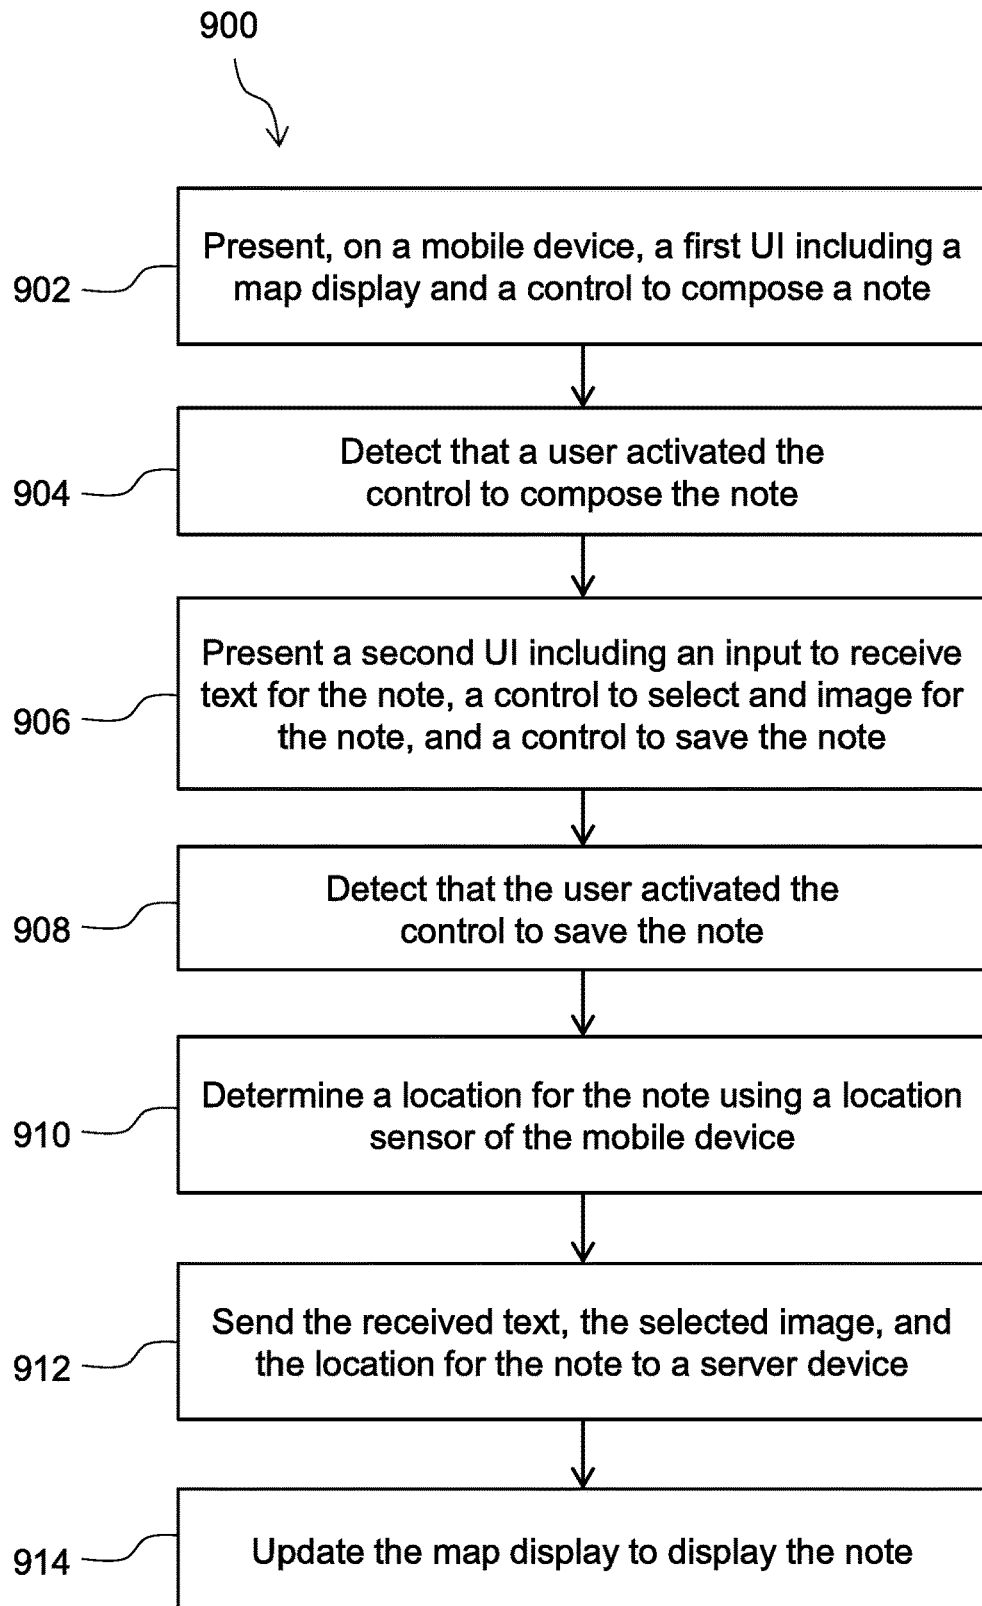 900
902
Present, on a mobile device, a first UI including a
map display and a control to compose a note
904
Detect that a user activated the
control to compose the note
906
Present a second UI including an input to receive
text for the note, a control to select and image for
the note, and a control to save the note
908
Detect that the user activated the
control to save the note
910
Determine a location for the note using a location
sensor of the mobile device
912
Send the received text, the selected image, and
the location for the note to a server device
914
Update the map display to display the note